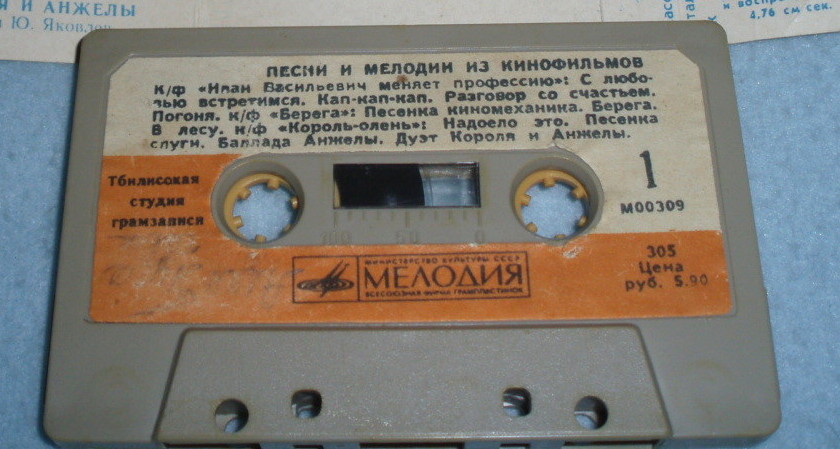 И АНЖЕЛЫ
Ю. Яковлов
4,76 см сек.
ПЕСНИ И МЕЛОДИИ ИЗ КИНОФИЛЬМОВ
к/ф «Иван Васильевич меняет профессию»: С любо-
вью встретимся. Кап-кап-кап. Разговор со счастьем.
Погоня. к/ф «Берега»: Песенка киномеханика. Берега.
В лесу. к/ф «Король-олень»: Надоело это. Песенка
слуги. Баллада Анжелы. Дуэт Короля и Анжелы.
Тбилисская
студия
грамзаписи
1
М00309
100 50 0
МИНИСТЕРСТВО КУЛЬТУРЫ СССР
МЕЛОДИЯ
ВСЕСОЮЗНАЯ ФИРМА ГРАМПЛАСТИНОК
305
Цена
руб. 5.90